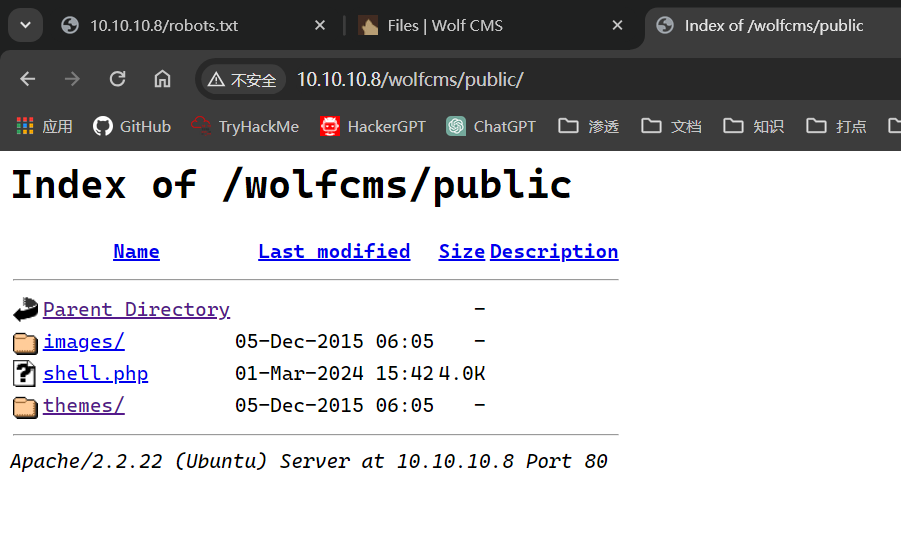 10.10.10.8/robots.txt
Files | Wolf CMS
Index of /wolfcms/public
不安全 10.10.10.8/wolfcms/public/
应用 GitHub TryHackMe HackerGPT ChatGPT 渗透 文档 知识 打点
Index of /wolfcms/public
Name Last modified Size Description
Parent Directory -
images/ 05-Dec-2015 06:05 -
shell.php 01-Mar-2024 15:42 4.0K
themes/ 05-Dec-2015 06:05 -
Apache/2.2.22 (Ubuntu) Server at 10.10.10.8 Port 80